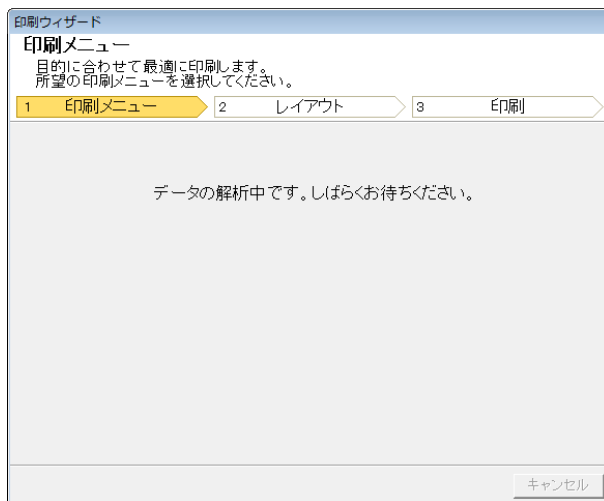 印刷ウィザード
印刷メニュー
目的に合わせて最適に印刷します。
所望の印刷メニューを選択してください。
1 印刷メニュー 2 レイアウト 3 印刷
データの解析中です。しばらくお待ちください。
キャンセル